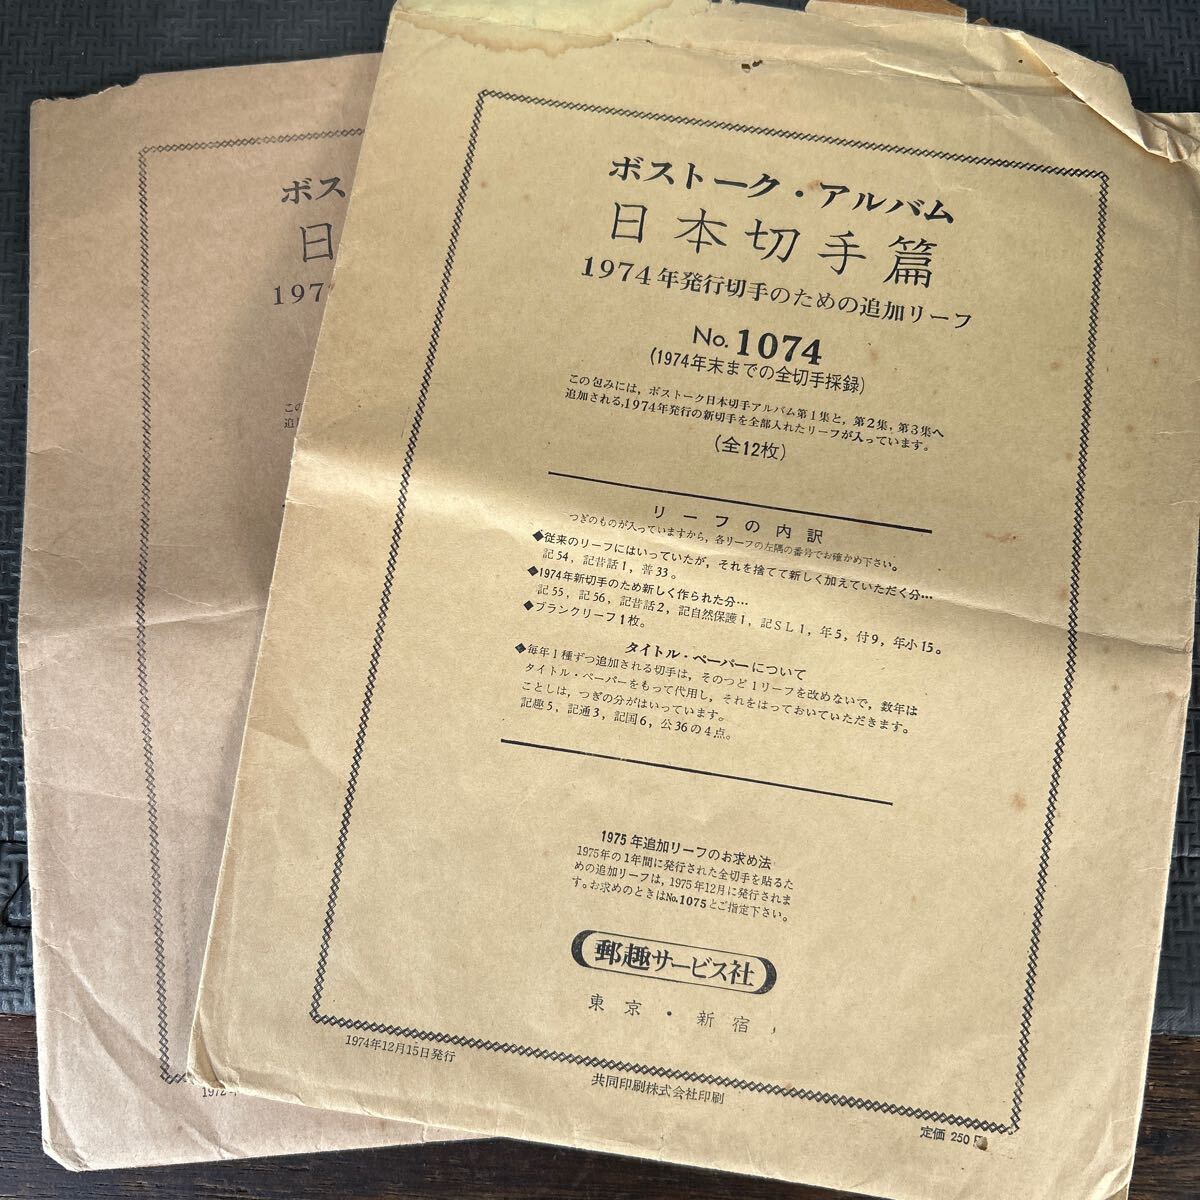 ボストーク・アルバム
日本切手篇
1974年発行切手のための追加リーフ
No. 1074
(1974年末までの全切手採録)
この包みには，ボストーク日本切手アルバム第1集と，第2集，第3集へ
追加される，1974年発行の新切手を全部入れたリーフが入っています。
(全12枚)
リーフの内訳
つぎのものが入っていますから，各リーフの左隅の番号でお確かめ下さい。
◆従来のリーフにはいっていたが，それを捨てて新しく加えていただく分…
記54，記昔話1，普33。
◆1974年新切手のため新しく作られた分…
記55，記56，記昔話2，記自然保護1，記SL1，年5，付9，年小15。
◆ブランクリーフ1枚。
タイトル・ペーパーについて
◆毎年1種ずつ追加される切手は，そのつど1リーフを改めないで，数年は
タイトル・ペーパーをもって代用し，それをはっておいていただきます。
ことしは，つぎの分がはいっています。
記趣5，記通3，記国6，公36の4点。
1975年追加リーフのお求め法
1975年の1年間に発行された全切手を貼るた
めの追加リーフは，1975年12月に発行されま
す。お求めのときはNo.1075とご指定下さい。
郵趣サービス社
東京・新宿
1974年12月15日発行
共同印刷株式会社印刷
定価 250
ボス
日
197
この
追
1972年